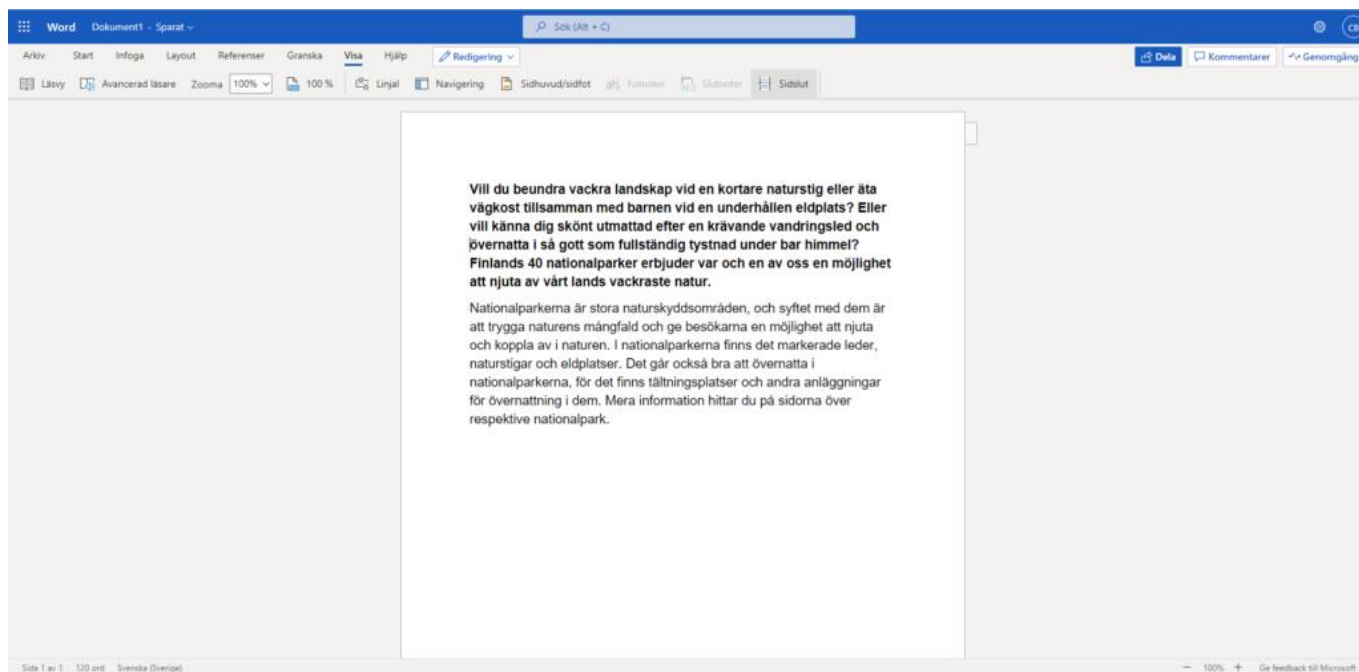 Word Dokument1 - Sparat
Sök (Alt + C)
CB
Arkiv Start Infoga Layout Referenser Granska Visa Hjälp Redigering Dela Kommentarer Genomgång
Läsvy Avancerad läsare Zooma 100% 100 % Linjal Navigering Sidhuvud/sidfot Fotnoter Slutnoter Sidslut
Vill du beundra vackra landskap vid en kortare naturstig eller äta
vägkost tillsamman med barnen vid en underhållen eldplats? Eller
vill känna dig skönt utmattad efter en krävande vandringsled och
övernatta i så gott som fullständig tystnad under bar himmel?
Finlands 40 nationalparker erbjuder var och en av oss en möjlighet
att njuta av vårt lands vackraste natur.
Nationalparkerna är stora naturskyddsområden, och syftet med dem är
att trygga naturens mångfald och ge besökarna en möjlighet att njuta
och koppla av i naturen. I nationalparkerna finns det markerade leder,
naturstigar och eldplatser. Det går också bra att övernatta i
nationalparkerna, för det finns tältningsplatser och andra anläggningar
för övernattning i dem. Mera information hittar du på sidorna över
respektive nationalpark.
Sida 1 av 1 120 ord Svenska (Sverige) 100% Ge feedback till Microsoft